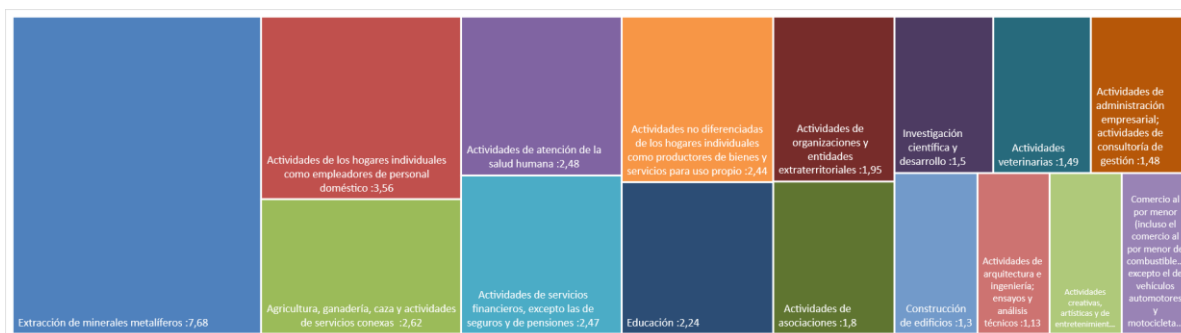 Extracción de minerales metalíferos :7,68
Actividades de los hogares individuales
como empleadores de personal
doméstico :3,56
Agricultura, ganadería, caza y actividades
de servicios conexas :2,62
Actividades de atención de la
salud humana :2,48
Actividades de servicios
financieros, excepto las de
seguros y de pensiones :2,47
Actividades no diferenciadas
de los hogares individuales
como productores de bienes y
servicios para uso propio :2,44
Educación :2,24
Actividades de
organizaciones y
entidades
extraterritoriales :1,95
Actividades de
asociaciones :1,8
Investigación
científica y
desarrollo :1,5
Actividades
veterinarias :1,49
Actividades de
administración
empresarial;
actividades de
consultoría de
gestión :1,48
Construcción
de edificios :1,3
Actividades de
arquitectura e
ingeniería;
ensayos y
análisis
técnicos :1,13
Actividades
creativas,
artísticas y de
entretenimient...
Comercio al
por menor
(incluso el
comercio al
por menor de
combustible...
excepto el de
vehículos
automotores
y
motocicleta...